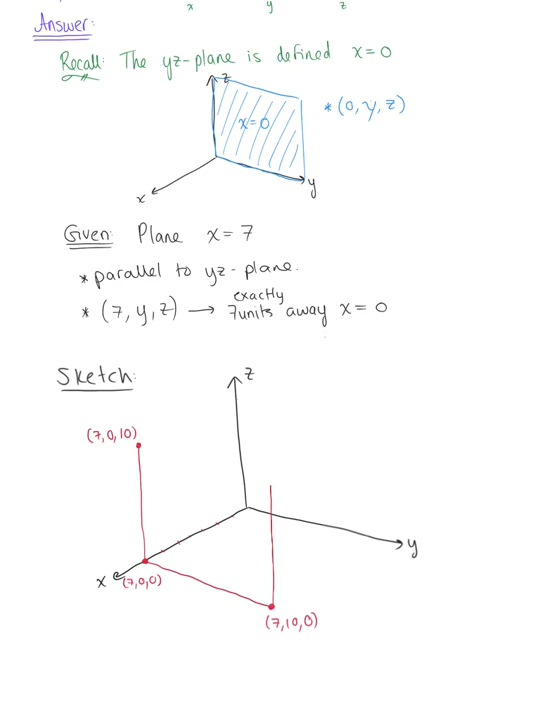 x y z
Answer:
Recall: The yz-plane is defined x=0
z
*(0,y,z)
x=0
y
x
Given: Plane x=7
*parallel to yz-plane.
exactly
* (7,y,z) → 7units away x=0
Sketch:
z
(7,0,10)
y
x
(7,0,0)
(7,10,0)